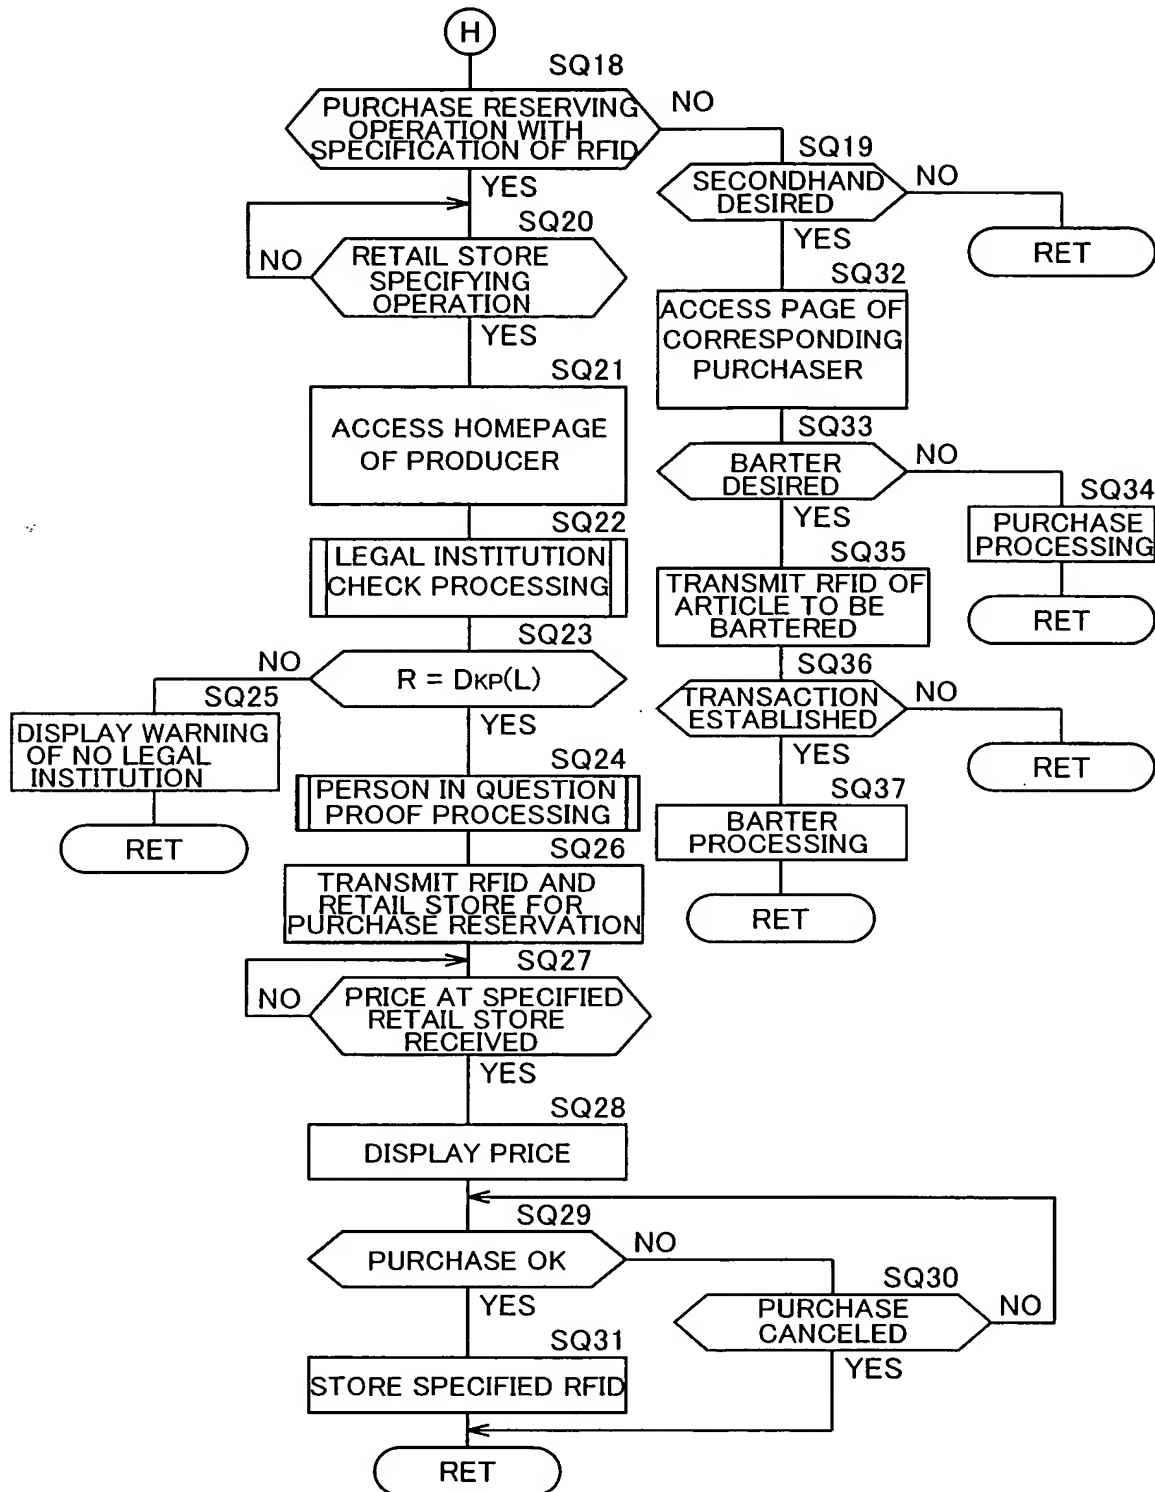 H
SQ18
PURCHASE RESERVING
OPERATION WITH
SPECIFICATION OF RFID
NO
YES
SQ19
SECONDHAND
DESIRED
NO
YES
RET
SQ20
RETAIL STORE
SPECIFYING
OPERATION
NO
YES
SQ32
ACCESS PAGE OF
CORRESPONDING
PURCHASER
SQ21
ACCESS HOMEPAGE
OF PRODUCER
SQ33
BARTER
DESIRED
NO
YES
SQ34
PURCHASE
PROCESSING
RET
SQ22
LEGAL INSTITUTION
CHECK PROCESSING
SQ35
TRANSMIT RFID OF
ARTICLE TO BE
BARTERED
SQ23
R = DKP(L)
NO
YES
SQ25
DISPLAY WARNING
OF NO LEGAL
INSTITUTION
RET
SQ36
TRANSACTION
ESTABLISHED
NO
YES
RET
SQ24
PERSON IN QUESTION
PROOF PROCESSING
SQ37
BARTER
PROCESSING
RET
SQ26
TRANSMIT RFID AND
RETAIL STORE FOR
PURCHASE RESERVATION
SQ27
PRICE AT SPECIFIED
RETAIL STORE
RECEIVED
NO
YES
SQ28
DISPLAY PRICE
SQ29
PURCHASE OK
NO
YES
SQ30
PURCHASE
CANCELED
NO
YES
SQ31
STORE SPECIFIED RFID
RET